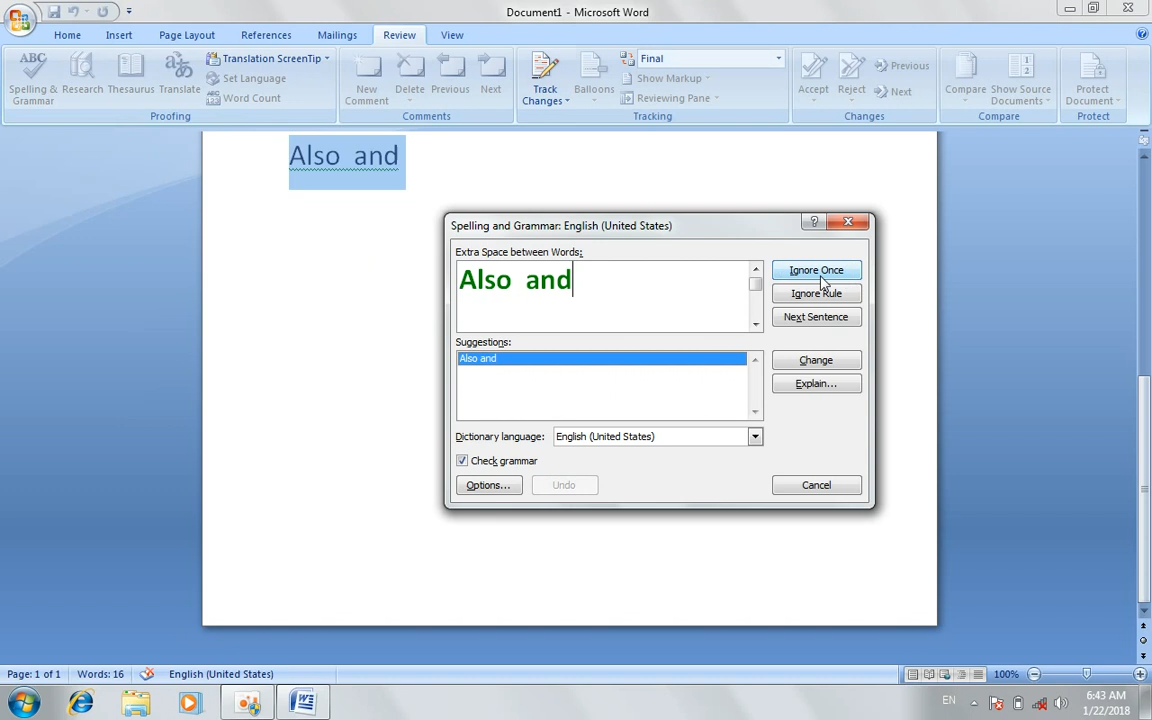 Document1 - Microsoft Word
Home Insert Page Layout References Mailings Review View
ABC
Spelling & Grammar
Research
Thesaurus
Translate
Translation ScreenTip
Set Language
Word Count
Proofing
New Comment
Delete
Previous
Next
Comments
Track Changes
Balloons
Final
Show Markup
Reviewing Pane
Tracking
Accept
Reject
Previous
Next
Changes
Compare
Show Source Documents
Compare
Protect Document
Protect
Also  and
Spelling and Grammar: English (United States)
Extra Space between Words:
Also  and
Ignore Once
Ignore Rule
Next Sentence
Suggestions:
Also and
Change
Explain...
Dictionary language: English (United States)
Check grammar
Options... Undo Cancel
Page: 1 of 1 Words: 16 English (United States) 100%
EN
6:43 AM
1/22/2018